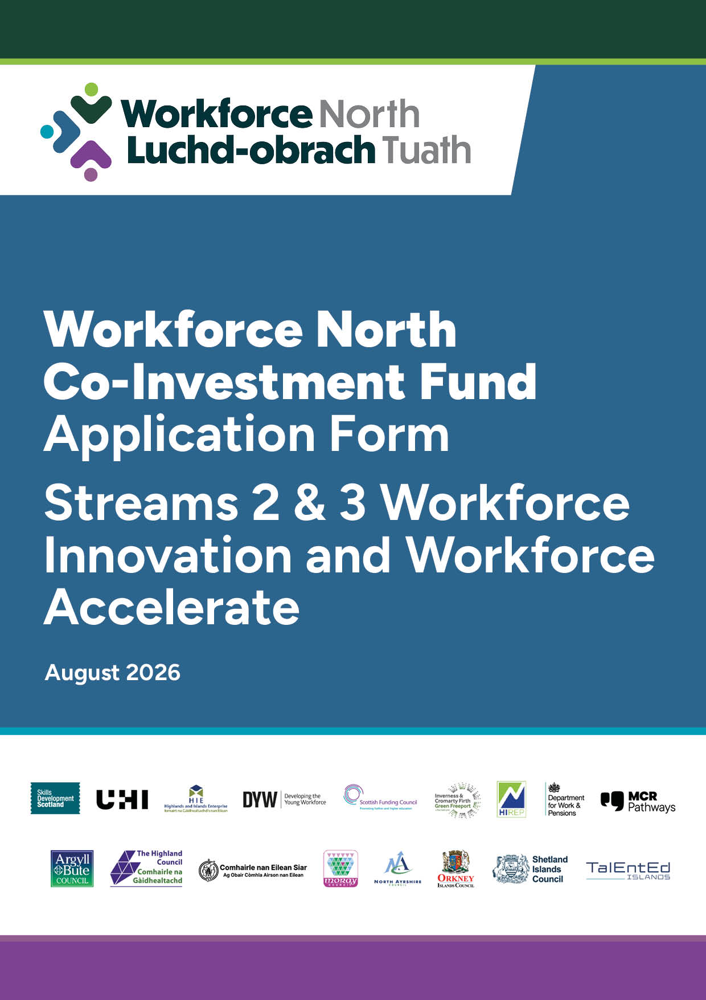 Workforce North
Luchd-obrach Tuath
Workforce North
Co-Investment Fund
Application Form
Streams 2 & 3 Workforce
Innovation and Workforce
Accelerate
August 2026
Skills
Development
Scotland
UHI
HIE
Highlands and Islands Enterprise
Iomairt na Gàidhealtachd 's nan Eilean
DYW
Developing the
Young Workforce
Scottish Funding Council
Promoting further and higher education
Inverness &
Cromarty Firth
Green Freeport
HIREP
Department
for Work &
Pensions
MCR
Pathways
Argyll
&Bute
COUNCIL
The Highland
Council
Comhairle na
Gàidhealtachd
Comhairle nan Eilean Siar
Ag Obair Còmhla Airson nan Eilean
moray
COUNCIL
NORTH AYRSHIRE
COUNCIL
ORKNEY
ISLANDS COUNCIL
Shetland
Islands
Council
TalEntEd
ISLANDS